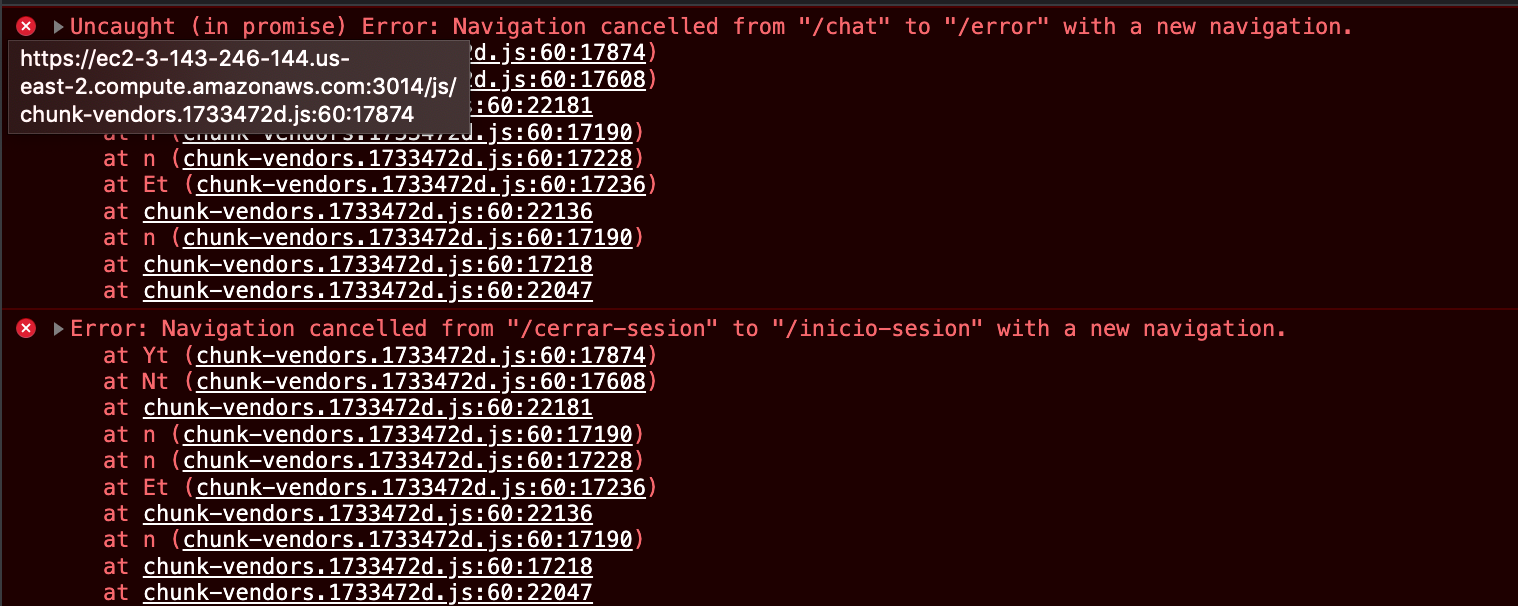 Uncaught (in promise) Error: Navigation cancelled from "/chat" to "/error" with a new navigation.
https://ec2-3-143-246-144.us-
east-2.compute.amazonaws.com:3014/js/
chunk-vendors.1733472d.js:60:17874
2d.js:60:17874)
2d.js:60:17608)
:60:22181
at n (chunk-vendors.1733472d.js:60:17190)
at n (chunk-vendors.1733472d.js:60:17228)
at Et (chunk-vendors.1733472d.js:60:17236)
at chunk-vendors.1733472d.js:60:22136
at n (chunk-vendors.1733472d.js:60:17190)
at chunk-vendors.1733472d.js:60:17218
at chunk-vendors.1733472d.js:60:22047
Error: Navigation cancelled from "/cerrar-sesion" to "/inicio-sesion" with a new navigation.
at Yt (chunk-vendors.1733472d.js:60:17874)
at Nt (chunk-vendors.1733472d.js:60:17608)
at chunk-vendors.1733472d.js:60:22181
at n (chunk-vendors.1733472d.js:60:17190)
at n (chunk-vendors.1733472d.js:60:17228)
at Et (chunk-vendors.1733472d.js:60:17236)
at chunk-vendors.1733472d.js:60:22136
at n (chunk-vendors.1733472d.js:60:17190)
at chunk-vendors.1733472d.js:60:17218
at chunk-vendors.1733472d.js:60:22047